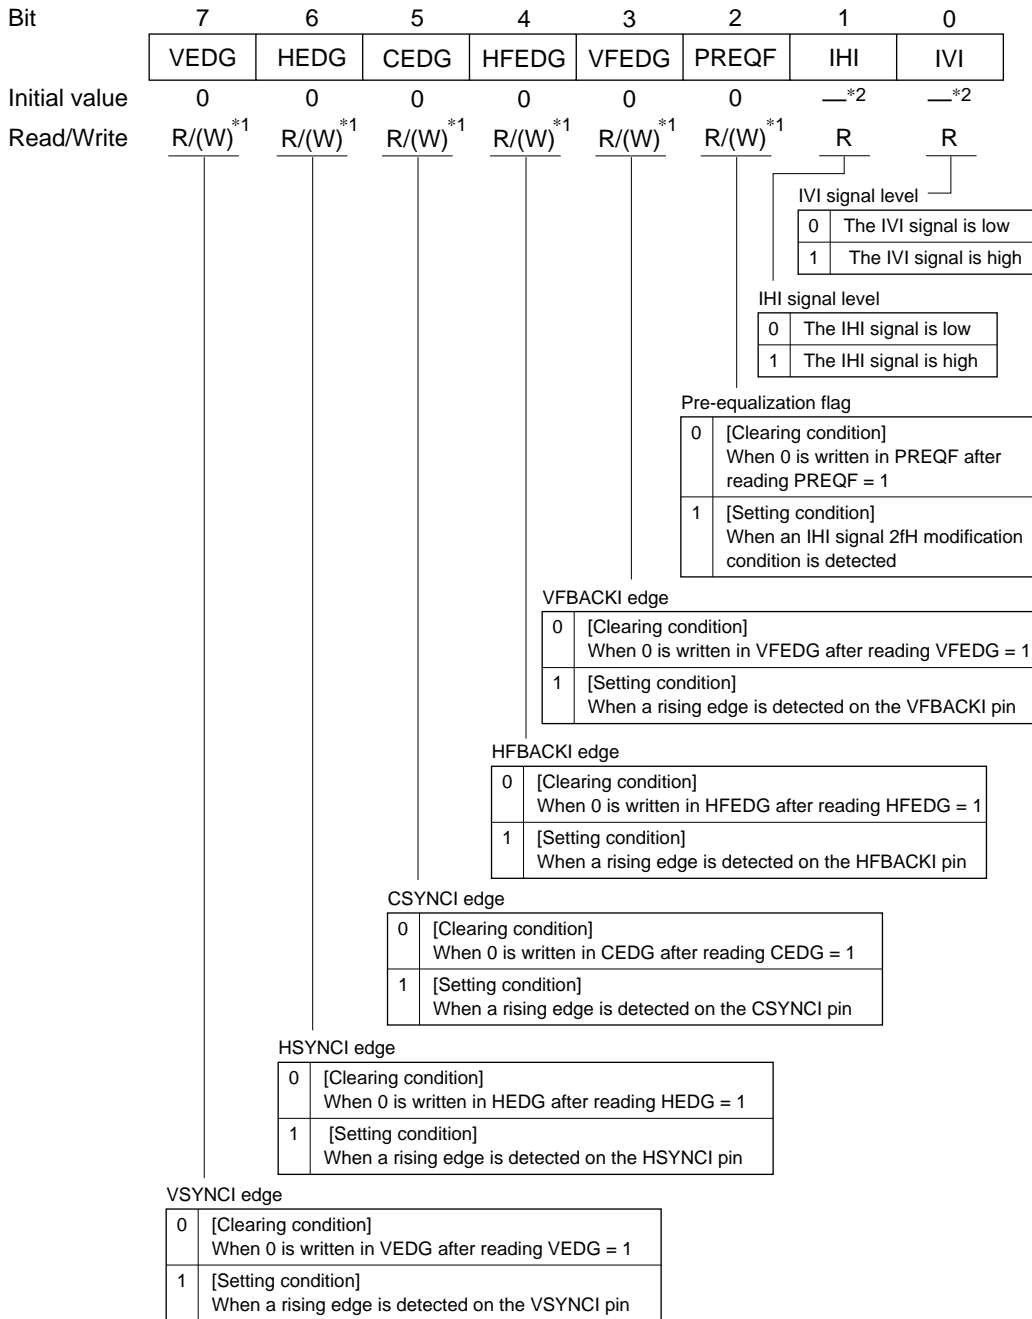 Bit 7 6 5 4 3 2 1 0
VEDG HEDG CEDG HFEDG VFEDG PREQF IHI IVI
Initial value 0 0 0 0 0 0 —*2 —*2
Read/Write R/(W)*1 R/(W)*1 R/(W)*1 R/(W)*1 R/(W)*1 R/(W)*1 R R
IVI signal level
0 The IVI signal is low
1 The IVI signal is high
IHI signal level
0 The IHI signal is low
1 The IHI signal is high
Pre-equalization flag
0 [Clearing condition]
When 0 is written in PREQF after
reading PREQF = 1
1 [Setting condition]
When an IHI signal 2fH modification
condition is detected
VFBACKI edge
0 [Clearing condition]
When 0 is written in VFEDG after reading VFEDG = 1
1 [Setting condition]
When a rising edge is detected on the VFBACKI pin
HFBACKI edge
0 [Clearing condition]
When 0 is written in HFEDG after reading HFEDG = 1
1 [Setting condition]
When a rising edge is detected on the HFBACKI pin
CSYNCI edge
0 [Clearing condition]
When 0 is written in CEDG after reading CEDG = 1
1 [Setting condition]
When a rising edge is detected on the CSYNCI pin
HSYNCI edge
0 [Clearing condition]
When 0 is written in HEDG after reading HEDG = 1
1 [Setting condition]
When a rising edge is detected on the HSYNCI pin
VSYNCI edge
0 [Clearing condition]
When 0 is written in VEDG after reading VEDG = 1
1 [Setting condition]
When a rising edge is detected on the VSYNCI pin